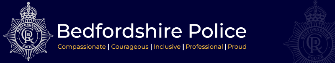 Bedfordshire Police
Compassionate | Courageous | Inclusive | Professional | Proud